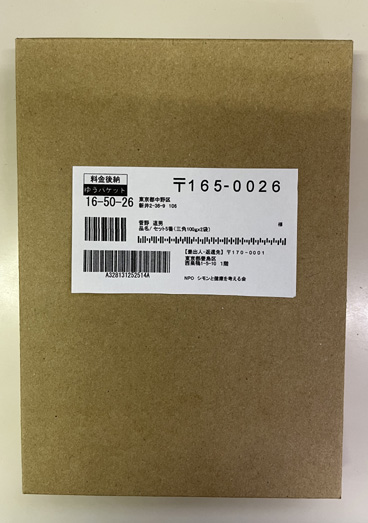 料金後納
ゆうパケット
〒165-0026
16-50-26
東京都中野区
新井2-36-9 106
菅野 道男
様
品名/ セット5番(三角100g×2袋)
【差出人・返還先】〒170-0001
東京都豊島区
西巣鴨1-5-10 1階
A328131252514A
NPO シモンと健康を考える会